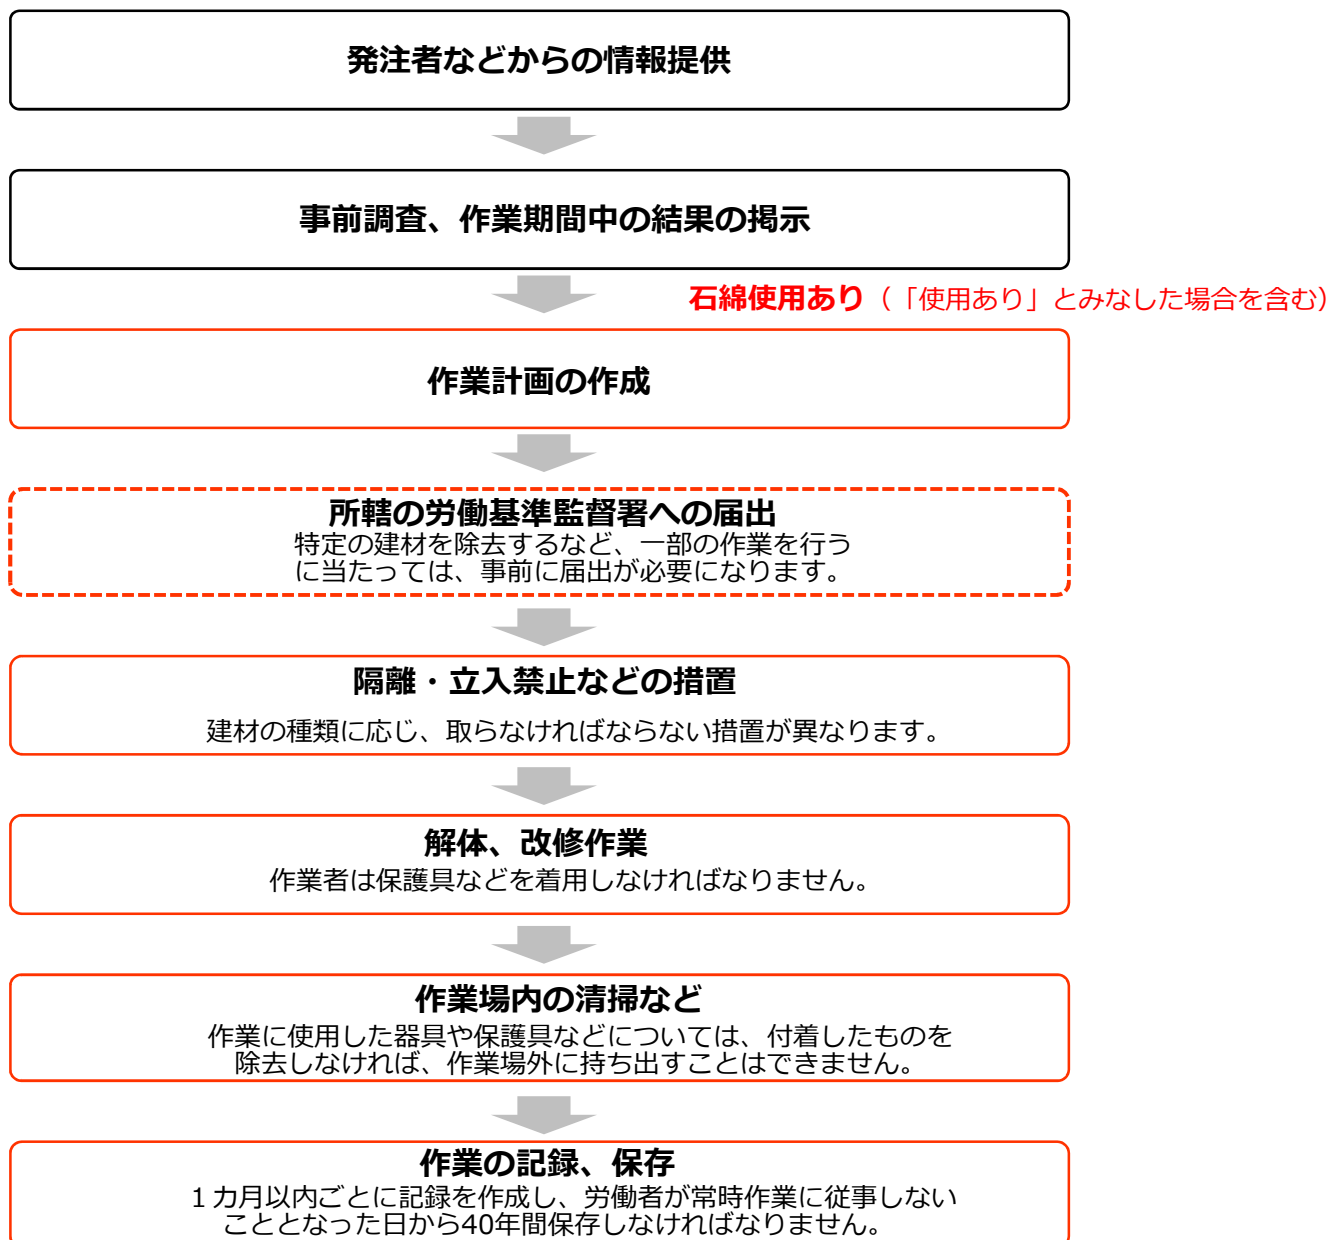 発注者などからの情報提供
事前調査、作業期間中の結果の掲示
石綿使用あり（「使用あり」とみなした場合を含む）
作業計画の作成
所轄の労働基準監督署への届出
特定の建材を除去するなど、一部の作業を行う
に当たっては、事前に届出が必要になります。
隔離・立入禁止などの措置
建材の種類に応じ、取らなければならない措置が異なります。
解体、改修作業
作業者は保護具などを着用しなければなりません。
作業場内の清掃など
作業に使用した器具や保護具などについては、付着したものを
除去しなければ、作業場外に持ち出すことはできません。
作業の記録、保存
１カ月以内ごとに記録を作成し、労働者が常時作業に従事しない
こととなった日から40年間保存しなければなりません。